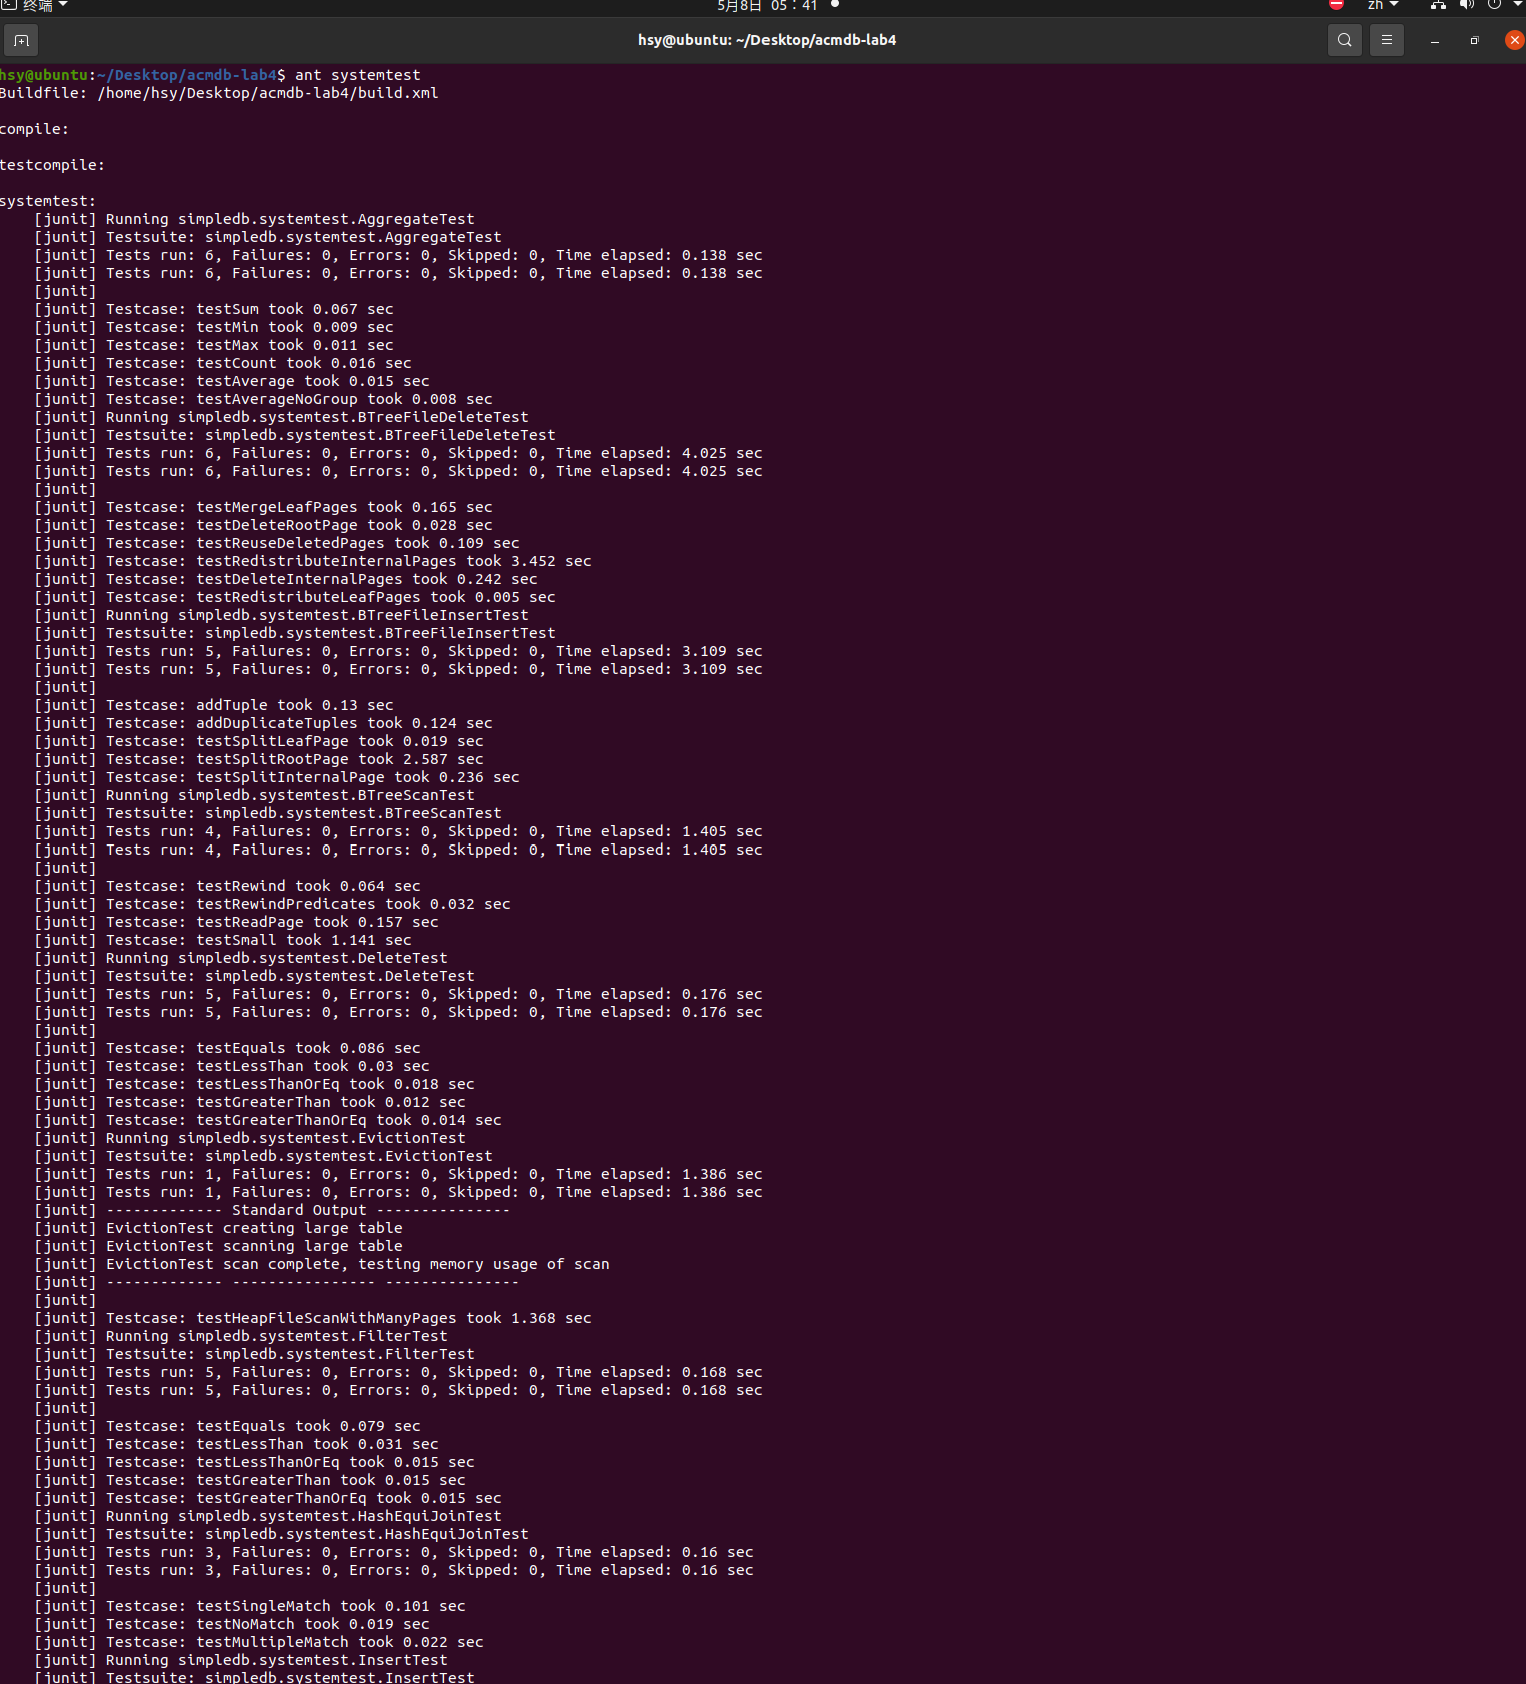 终端
5月8日 05：41
zh
hsy@ubuntu: ~/Desktop/acmdb-lab4
hsy@ubuntu:~/Desktop/acmdb-lab4$ ant systemtest
Buildfile: /home/hsy/Desktop/acmdb-lab4/build.xml
compile:
testcompile:
systemtest:
[junit] Running simpledb.systemtest.AggregateTest
[junit] Testsuite: simpledb.systemtest.AggregateTest
[junit] Tests run: 6, Failures: 0, Errors: 0, Skipped: 0, Time elapsed: 0.138 sec
[junit] Tests run: 6, Failures: 0, Errors: 0, Skipped: 0, Time elapsed: 0.138 sec
[junit]
[junit] Testcase: testSum took 0.067 sec
[junit] Testcase: testMin took 0.009 sec
[junit] Testcase: testMax took 0.011 sec
[junit] Testcase: testCount took 0.016 sec
[junit] Testcase: testAverage took 0.015 sec
[junit] Testcase: testAverageNoGroup took 0.008 sec
[junit] Running simpledb.systemtest.BTreeFileDeleteTest
[junit] Testsuite: simpledb.systemtest.BTreeFileDeleteTest
[junit] Tests run: 6, Failures: 0, Errors: 0, Skipped: 0, Time elapsed: 4.025 sec
[junit] Tests run: 6, Failures: 0, Errors: 0, Skipped: 0, Time elapsed: 4.025 sec
[junit]
[junit] Testcase: testMergeLeafPages took 0.165 sec
[junit] Testcase: testDeleteRootPage took 0.028 sec
[junit] Testcase: testReuseDeletedPages took 0.109 sec
[junit] Testcase: testRedistributeInternalPages took 3.452 sec
[junit] Testcase: testDeleteInternalPages took 0.242 sec
[junit] Testcase: testRedistributeLeafPages took 0.005 sec
[junit] Running simpledb.systemtest.BTreeFileInsertTest
[junit] Testsuite: simpledb.systemtest.BTreeFileInsertTest
[junit] Tests run: 5, Failures: 0, Errors: 0, Skipped: 0, Time elapsed: 3.109 sec
[junit] Tests run: 5, Failures: 0, Errors: 0, Skipped: 0, Time elapsed: 3.109 sec
[junit]
[junit] Testcase: addTuple took 0.13 sec
[junit] Testcase: addDuplicateTuples took 0.124 sec
[junit] Testcase: testSplitLeafPage took 0.019 sec
[junit] Testcase: testSplitRootPage took 2.587 sec
[junit] Testcase: testSplitInternalPage took 0.236 sec
[junit] Running simpledb.systemtest.BTreeScanTest
[junit] Testsuite: simpledb.systemtest.BTreeScanTest
[junit] Tests run: 4, Failures: 0, Errors: 0, Skipped: 0, Time elapsed: 1.405 sec
[junit] Tests run: 4, Failures: 0, Errors: 0, Skipped: 0, Time elapsed: 1.405 sec
[junit]
[junit] Testcase: testRewind took 0.064 sec
[junit] Testcase: testRewindPredicates took 0.032 sec
[junit] Testcase: testReadPage took 0.157 sec
[junit] Testcase: testSmall took 1.141 sec
[junit] Running simpledb.systemtest.DeleteTest
[junit] Testsuite: simpledb.systemtest.DeleteTest
[junit] Tests run: 5, Failures: 0, Errors: 0, Skipped: 0, Time elapsed: 0.176 sec
[junit] Tests run: 5, Failures: 0, Errors: 0, Skipped: 0, Time elapsed: 0.176 sec
[junit]
[junit] Testcase: testEquals took 0.086 sec
[junit] Testcase: testLessThan took 0.03 sec
[junit] Testcase: testLessThanOrEq took 0.018 sec
[junit] Testcase: testGreaterThan took 0.012 sec
[junit] Testcase: testGreaterThanOrEq took 0.014 sec
[junit] Running simpledb.systemtest.EvictionTest
[junit] Testsuite: simpledb.systemtest.EvictionTest
[junit] Tests run: 1, Failures: 0, Errors: 0, Skipped: 0, Time elapsed: 1.386 sec
[junit] Tests run: 1, Failures: 0, Errors: 0, Skipped: 0, Time elapsed: 1.386 sec
[junit] ------------- Standard Output ---------------
[junit] EvictionTest creating large table
[junit] EvictionTest scanning large table
[junit] EvictionTest scan complete, testing memory usage of scan
[junit] ------------- ---------------- ---------------
[junit]
[junit] Testcase: testHeapFileScanWithManyPages took 1.368 sec
[junit] Running simpledb.systemtest.FilterTest
[junit] Testsuite: simpledb.systemtest.FilterTest
[junit] Tests run: 5, Failures: 0, Errors: 0, Skipped: 0, Time elapsed: 0.168 sec
[junit] Tests run: 5, Failures: 0, Errors: 0, Skipped: 0, Time elapsed: 0.168 sec
[junit]
[junit] Testcase: testEquals took 0.079 sec
[junit] Testcase: testLessThan took 0.031 sec
[junit] Testcase: testLessThanOrEq took 0.015 sec
[junit] Testcase: testGreaterThan took 0.015 sec
[junit] Testcase: testGreaterThanOrEq took 0.015 sec
[junit] Running simpledb.systemtest.HashEquiJoinTest
[junit] Testsuite: simpledb.systemtest.HashEquiJoinTest
[junit] Tests run: 3, Failures: 0, Errors: 0, Skipped: 0, Time elapsed: 0.16 sec
[junit] Tests run: 3, Failures: 0, Errors: 0, Skipped: 0, Time elapsed: 0.16 sec
[junit]
[junit] Testcase: testSingleMatch took 0.101 sec
[junit] Testcase: testNoMatch took 0.019 sec
[junit] Testcase: testMultipleMatch took 0.022 sec
[junit] Running simpledb.systemtest.InsertTest
[junit] Testsuite: simpledb.systemtest.InsertTest